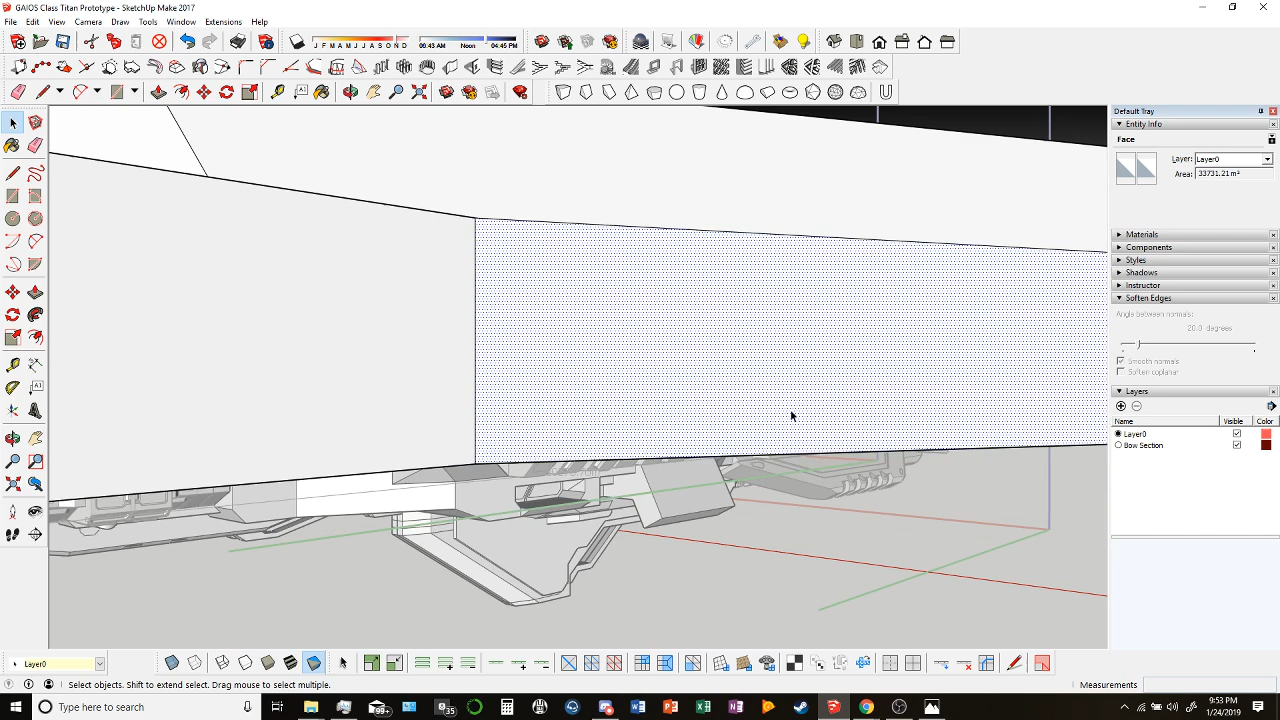 GAIOS Class Titan Prototype - SketchUp Make 2017
File Edit View Camera Draw Tools Window Extensions Help
J F M A M J J A S O N D 06:43 AM Noon 04:45 PM
Default Tray
Entity Info
Face
Layer: Layer0
Area: 33731.21 m²
Materials
Components
Styles
Shadows
Instructor
Soften Edges
Angle between normals:
20.0 degrees
Smooth normals
Soften coplanar
Layers
Name Visible Color
Layer0
Bow Section
Layer0
Select objects. Shift to extend select. Drag mouse to select multiple.
Measurements
Type here to search
99+
35
9:53 PM
1/24/2019